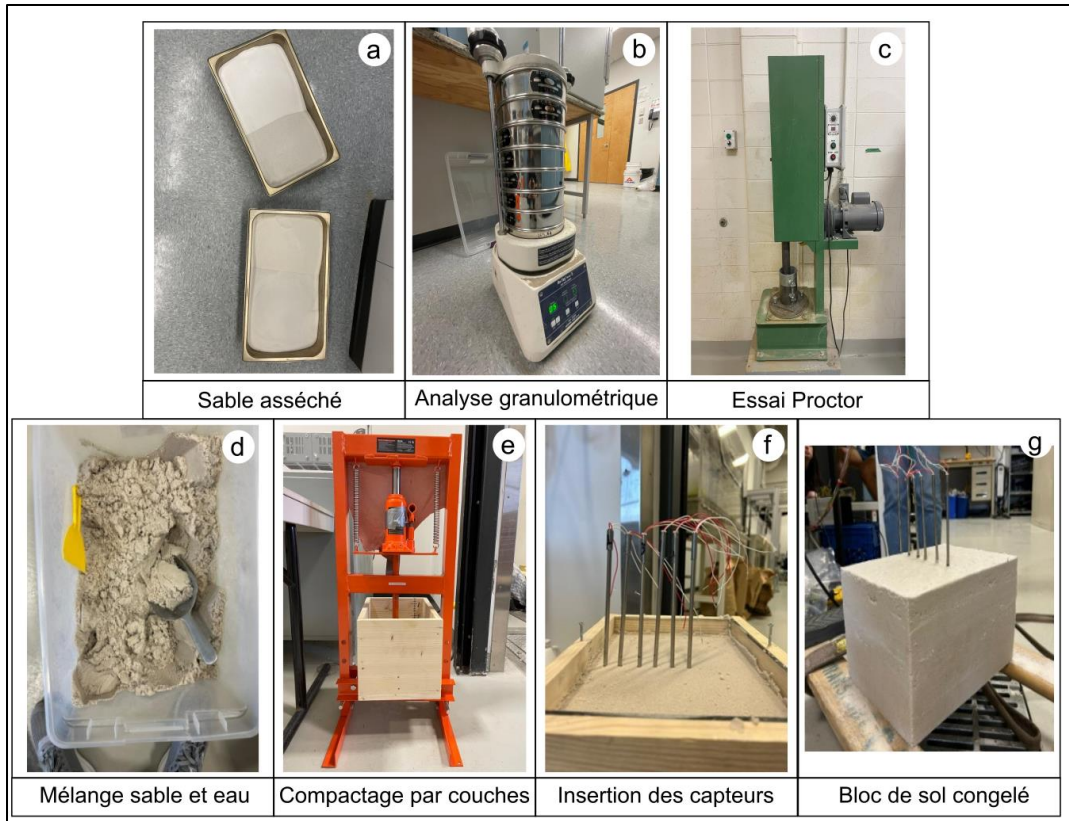 a
b
c
Sable asséché
Analyse granulométrique
Essai Proctor
d
e
f
g
Mélange sable et eau
Compactage par couches
Insertion des capteurs
Bloc de sol congelé